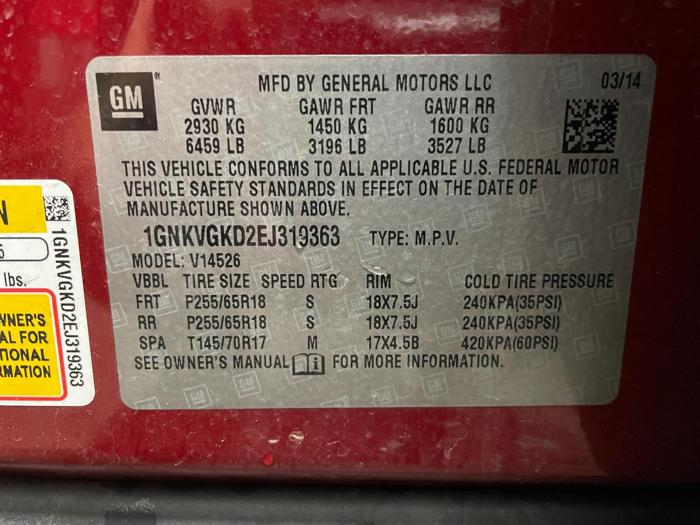 GM
MFD BY GENERAL MOTORS LLC 03/14
GVWR GAWR FRT GAWR RR
2930 KG 1450 KG 1600 KG
6459 LB 3196 LB 3527 LB
THIS VEHICLE CONFORMS TO ALL APPLICABLE U.S. FEDERAL MOTOR
VEHICLE SAFETY STANDARDS IN EFFECT ON THE DATE OF
MANUFACTURE SHOWN ABOVE.
1GNKVGKD2EJ319363 TYPE: M.P.V.
MODEL: V14526
VBBL TIRE SIZE SPEED RTG RIM COLD TIRE PRESSURE
FRT P255/65R18 S 18X7.5J 240KPA(35PSI)
RR P255/65R18 S 18X7.5J 240KPA(35PSI)
SPA T145/70R17 M 17X4.5B 420KPA(60PSI)
SEE OWNER'S MANUAL i FOR MORE INFORMATION.
N
5
lbs.
WNER'S
AL FOR
TIONAL
RMATION
1GNKVGKD2EJ319363